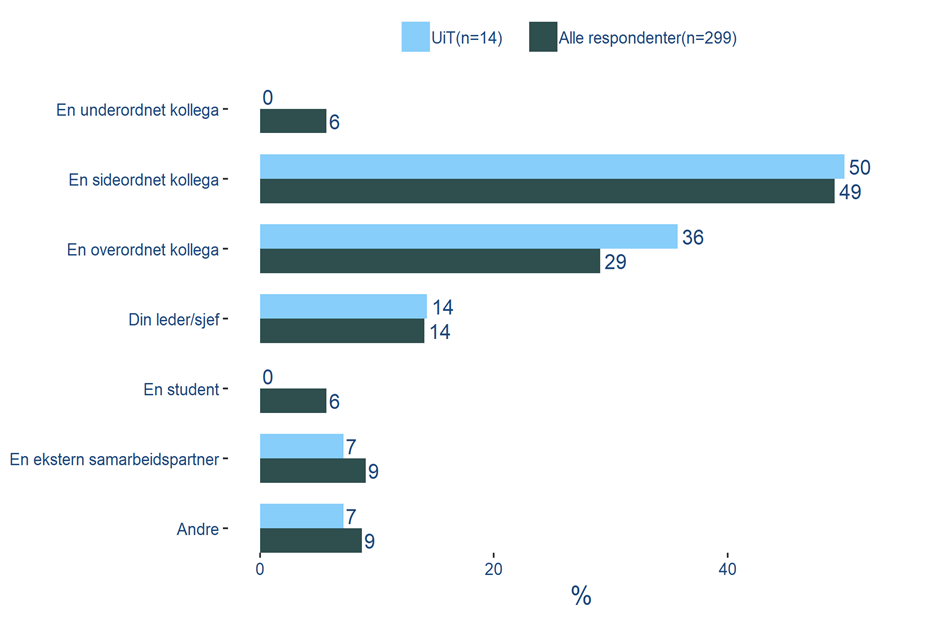 UiT(n=14) Alle respondenter(n=299)
En underordnet kollega
0
6
En sideordnet kollega
50
49
En overordnet kollega
36
29
Din leder/sjef
14
14
En student
0
6
En ekstern samarbeidspartner
7
9
Andre
7
9
0 20 40
%